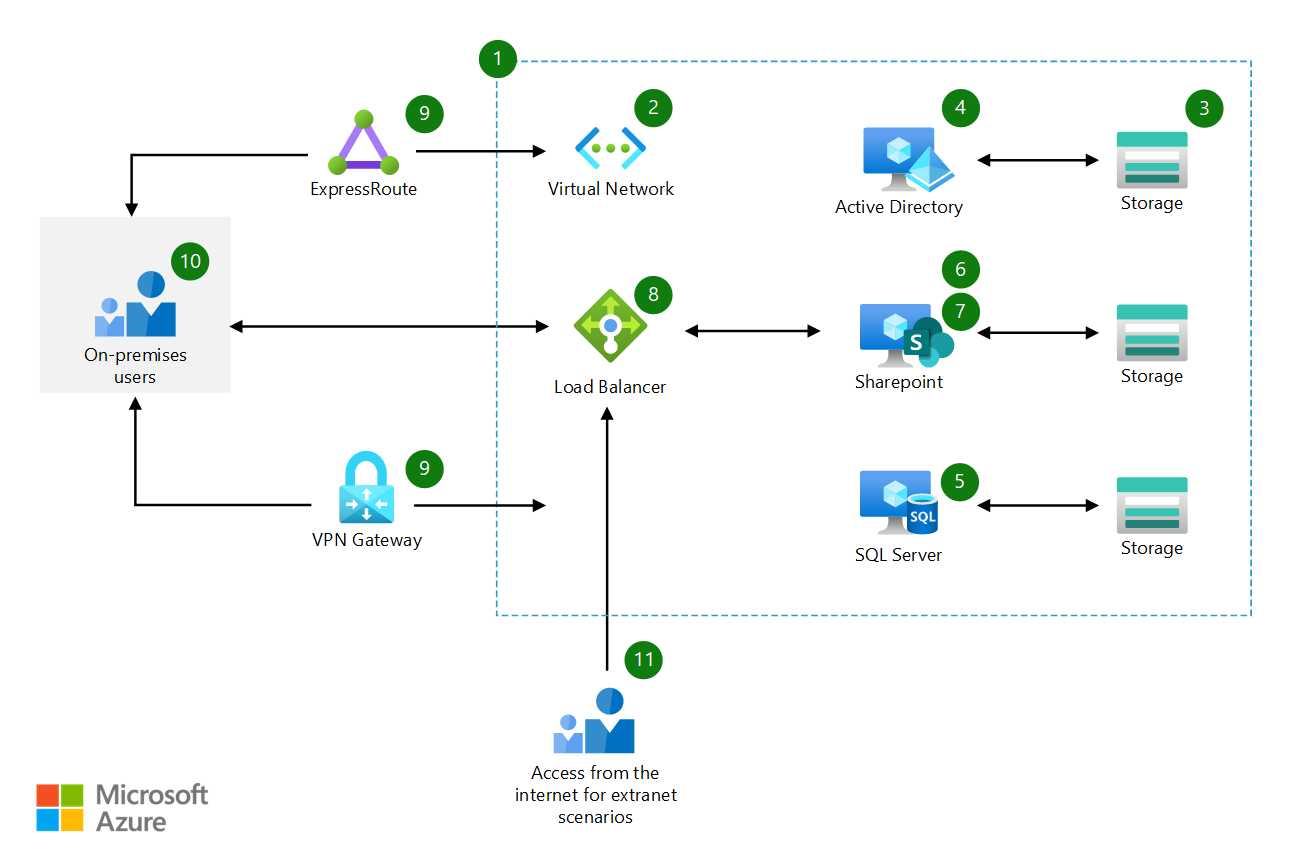 1
9
2
4
3
ExpressRoute
Virtual Network
Active Directory
Storage
10
8
6
7
S
On-premises
users
Load Balancer
Sharepoint
Storage
9
5
SQL
VPN Gateway
SQL Server
Storage
11
Access from the
internet for extranet
scenarios
Microsoft
Azure